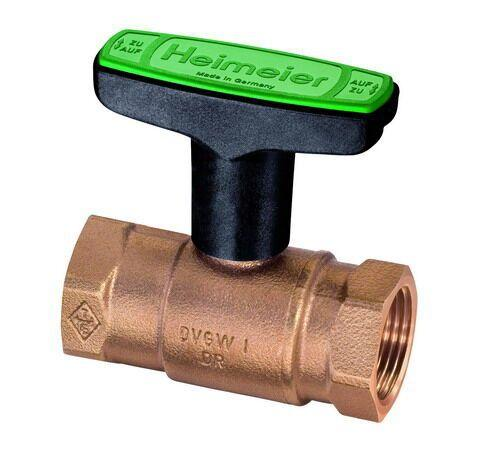 ZU
AUF
Heimeier
Made in Germany
AUF
ZU
DVGW I
DR